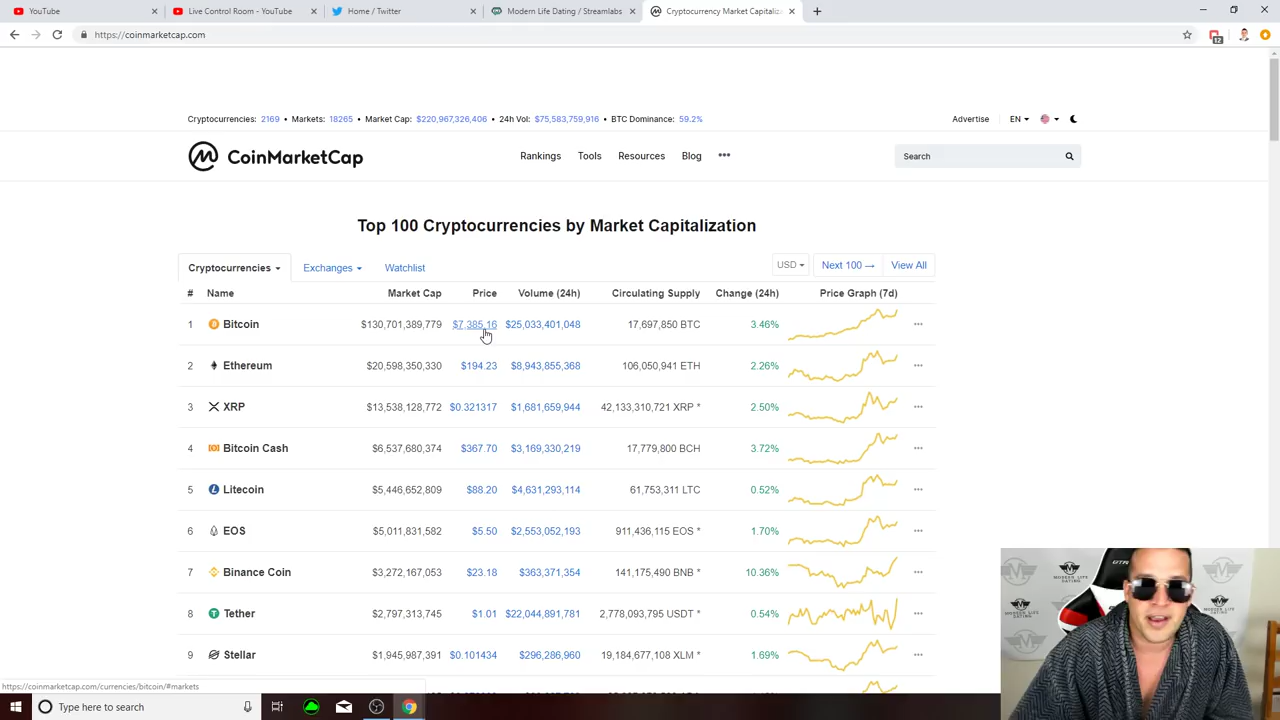 YouTube
Live Control Room - YouTube
Home / Twitter
Modern Life Dating / Streamlabs
Cryptocurrency Market Capitaliz
https://coinmarketcap.com
12
Cryptocurrencies: 2169 • Markets: 18265 • Market Cap: $220,967,326,406 • 24h Vol: $75,583,759,916 • BTC Dominance: 59.2%
Advertise EN
CoinMarketCap
Rankings Tools Resources Blog •••
Search
Top 100 Cryptocurrencies by Market Capitalization
Cryptocurrencies Exchanges Watchlist USD Next 100 → View All
# Name Market Cap Price Volume (24h) Circulating Supply Change (24h) Price Graph (7d)
1 Bitcoin $130,701,389,779 $7,385.16 $25,033,401,048 17,697,850 BTC 3.46%
2 Ethereum $20,598,350,330 $194.23 $8,943,855,368 106,050,941 ETH 2.26%
3 XRP $13,538,128,772 $0.321317 $1,681,659,944 42,133,310,721 XRP * 2.50%
4 Bitcoin Cash $6,537,680,374 $367.70 $3,169,330,219 17,779,800 BCH 3.72%
5 Litecoin $5,446,652,809 $88.20 $4,631,293,114 61,753,311 LTC 0.52%
6 EOS $5,011,831,582 $5.50 $2,553,052,193 911,436,115 EOS * 1.70%
7 Binance Coin $3,272,167,053 $23.18 $363,371,354 141,175,490 BNB * 10.36%
8 Tether $2,797,313,745 $1.01 $22,044,891,781 2,778,093,795 USDT * 0.54%
9 Stellar $1,945,987,391 $0.101434 $296,286,960 19,184,677,108 XLM * 1.69%
https://coinmarketcap.com/currencies/bitcoin/#markets
MODERN LIFE DATING
MODERN LIFE DATING
Type here to search